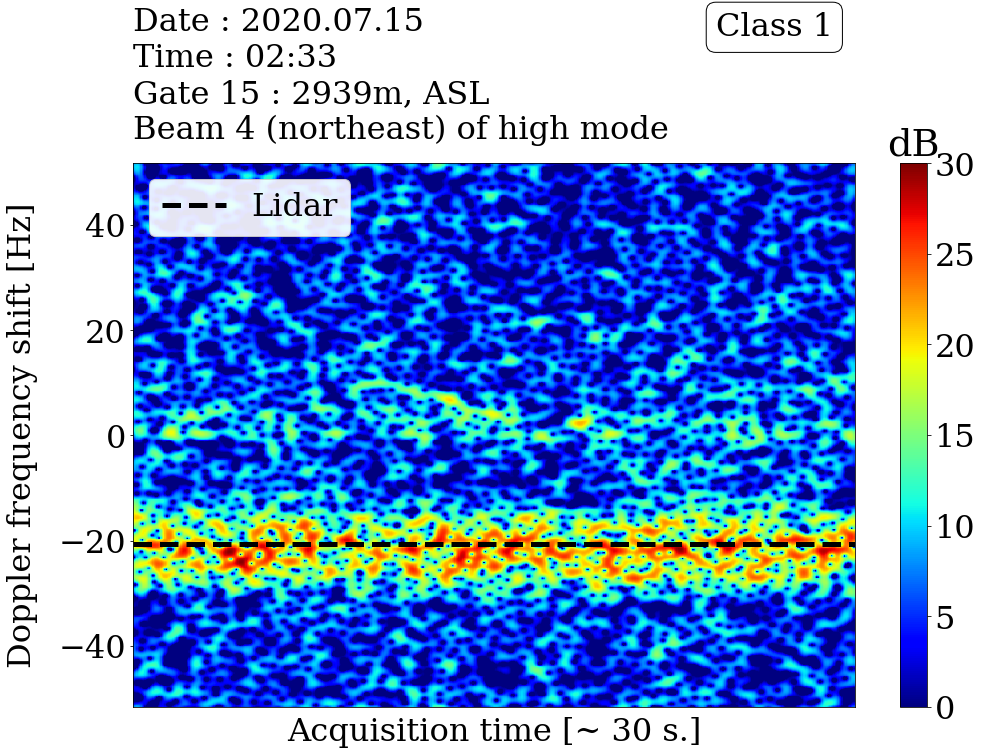 Date : 2020.07.15
Time : 02:33
Gate 15 : 2939m, ASL
Beam 4 (northeast) of high mode
Class 1
dB
Lidar
Doppler frequency shift [Hz]
40
20
0
−20
−40
30
25
20
15
10
5
0
Acquisition time [~ 30 s.]